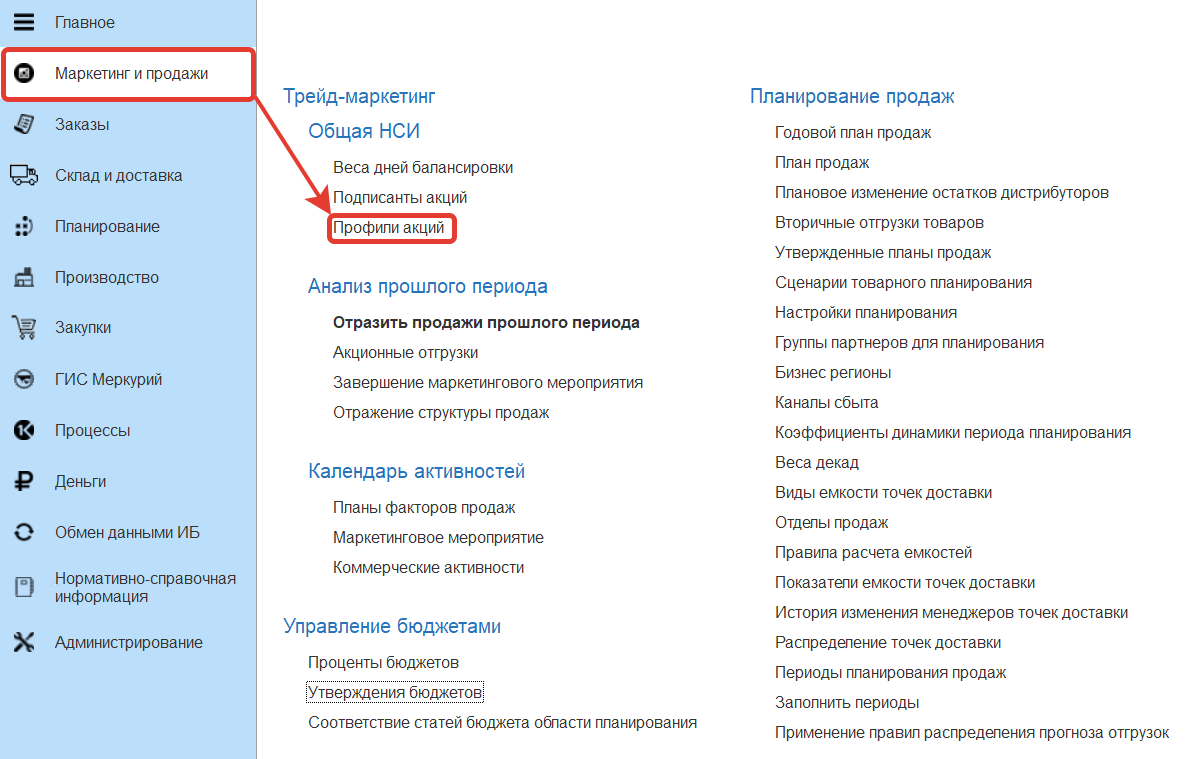 Главное
Маркетинг и продажи
Заказы
Склад и доставка
Планирование
Производство
Закупки
ГИС Меркурий
Процессы
Деньги
Обмен данными ИБ
Нормативно-справочная
информация
Администрирование
Трейд-маркетинг
Общая НСИ
Веса дней балансировки
Подписанты акций
Профили акций
Анализ прошлого периода
Отразить продажи прошлого периода
Акционные отгрузки
Завершение маркетингового мероприятия
Отражение структуры продаж
Календарь активностей
Планы факторов продаж
Маркетинговое мероприятие
Коммерческие активности
Управление бюджетами
Проценты бюджетов
Утверждения бюджетов
Соответствие статей бюджета области планирования
Планирование продаж
Годовой план продаж
План продаж
Плановое изменение остатков дистрибуторов
Вторичные отгрузки товаров
Утвержденные планы продаж
Сценарии товарного планирования
Настройки планирования
Группы партнеров для планирования
Бизнес регионы
Каналы сбыта
Коэффициенты динамики периода планирования
Веса декад
Виды емкости точек доставки
Отделы продаж
Правила расчета емкостей
Показатели емкости точек доставки
История изменения менеджеров точек доставки
Распределение точек доставки
Периоды планирования продаж
Заполнить периоды
Применение правил распределения прогноза отгрузок